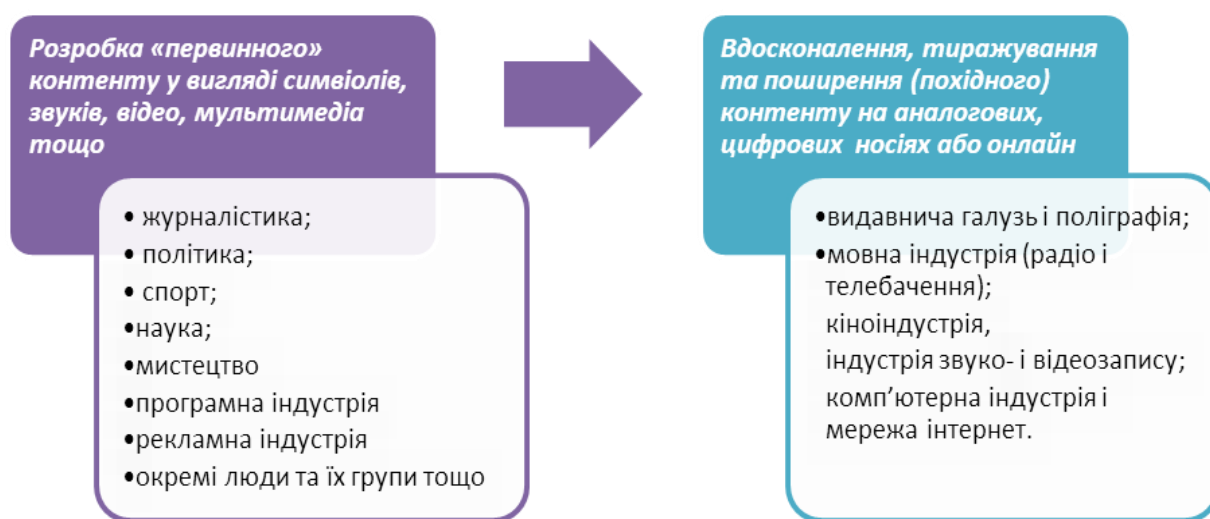 Розробка «первинного»
контенту у вигляді симвіолів,
звуків, відео, мультимедіа
тощо
• журналістика;
• політика;
• спорт;
•наука;
•мистецтво
•програмна індустрія
•рекламна індустрія
•окремі люди та їх групи тощо
Вдосконалення, тиражування
та поширення (похідного)
контенту на аналогових,
цифрових носіях або онлайн
•видавнича галузь і поліграфія;
•мовна індустрія (радіо і
телебачення);
кіноіндустрія,
індустрія звуко- і відеозапису;
комп’ютерна індустрія і
мережа інтернет.